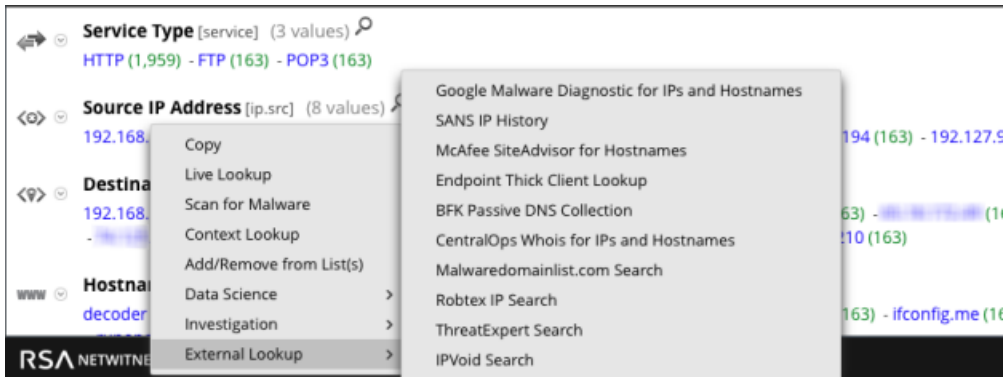 Service Type [service] (3 values)
HTTP (1,959) - FTP (163) - POP3 (163)
Source IP Address [ip.src] (8 values)
192.168.
194 (163) - 192.127.9
Destina
192.168.
63) -
(1
-
10 (163)
www
Hostna
decoder
163) - ifconfig.me (16
RSA NETWITNE
Copy
Live Lookup
Scan for Malware
Context Lookup
Add/Remove from List(s)
Data Science >
Investigation >
External Lookup >
Google Malware Diagnostic for IPs and Hostnames
SANS IP History
McAfee SiteAdvisor for Hostnames
Endpoint Thick Client Lookup
BFK Passive DNS Collection
CentralOps Whois for IPs and Hostnames
Malwaredomainlist.com Search
Robtex IP Search
ThreatExpert Search
IPVoid Search